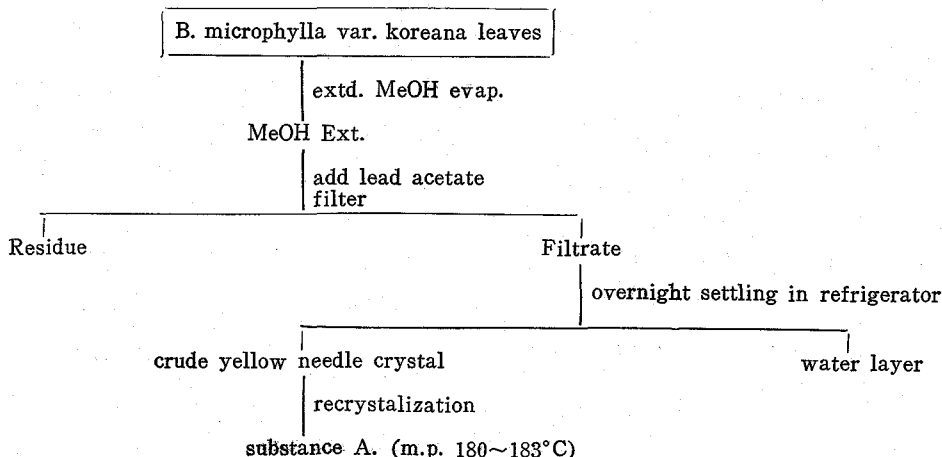 B. microphylla var. koreana leaves
extd. MeOH evap.
MeOH Ext.
add lead acetate
filter
Residue
Filtrate
overnight settling in refrigerator
crude yellow needle crystal
water layer
recrystalization
substance A. (m.p. 180~183°C)